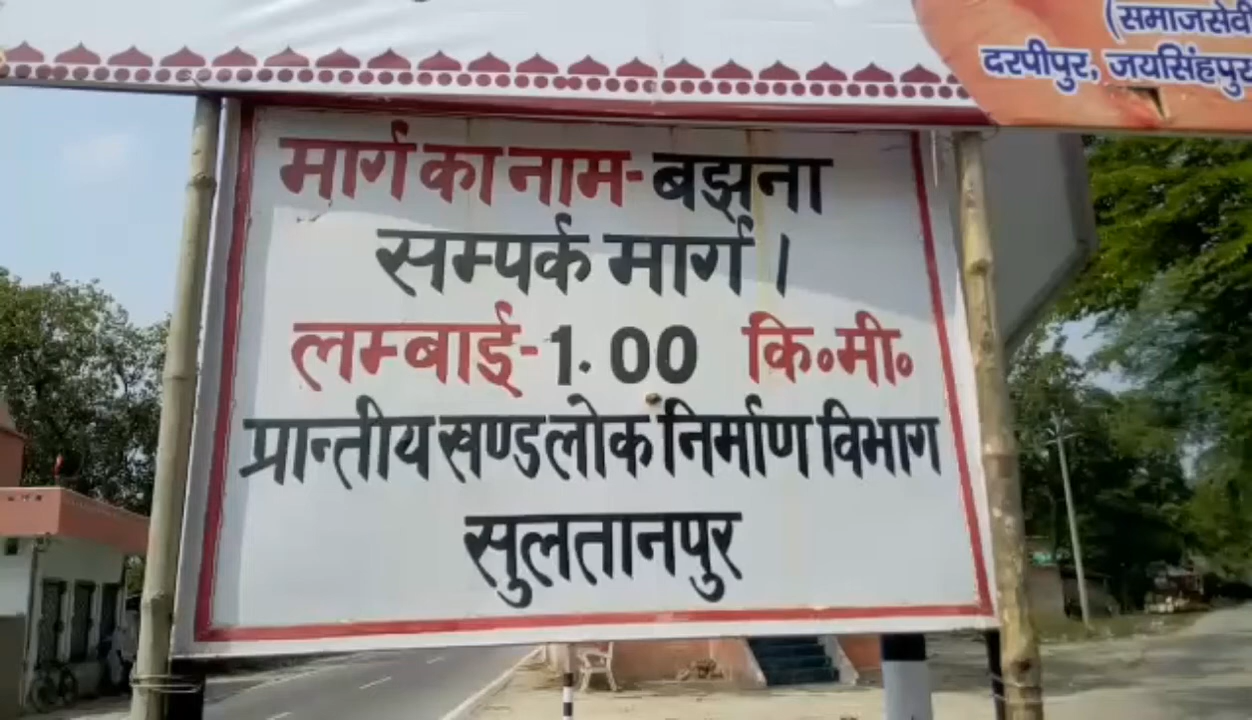 (समाजसेवी
दरपीपुर, जयसिंहपुर
मार्ग का नाम- बझना
सम्पर्क मार्ग ।
लम्बाई- 1.00 कि॰मी॰
प्रान्तीय खण्ड लोक निर्माण विभाग
सुलतानपुर